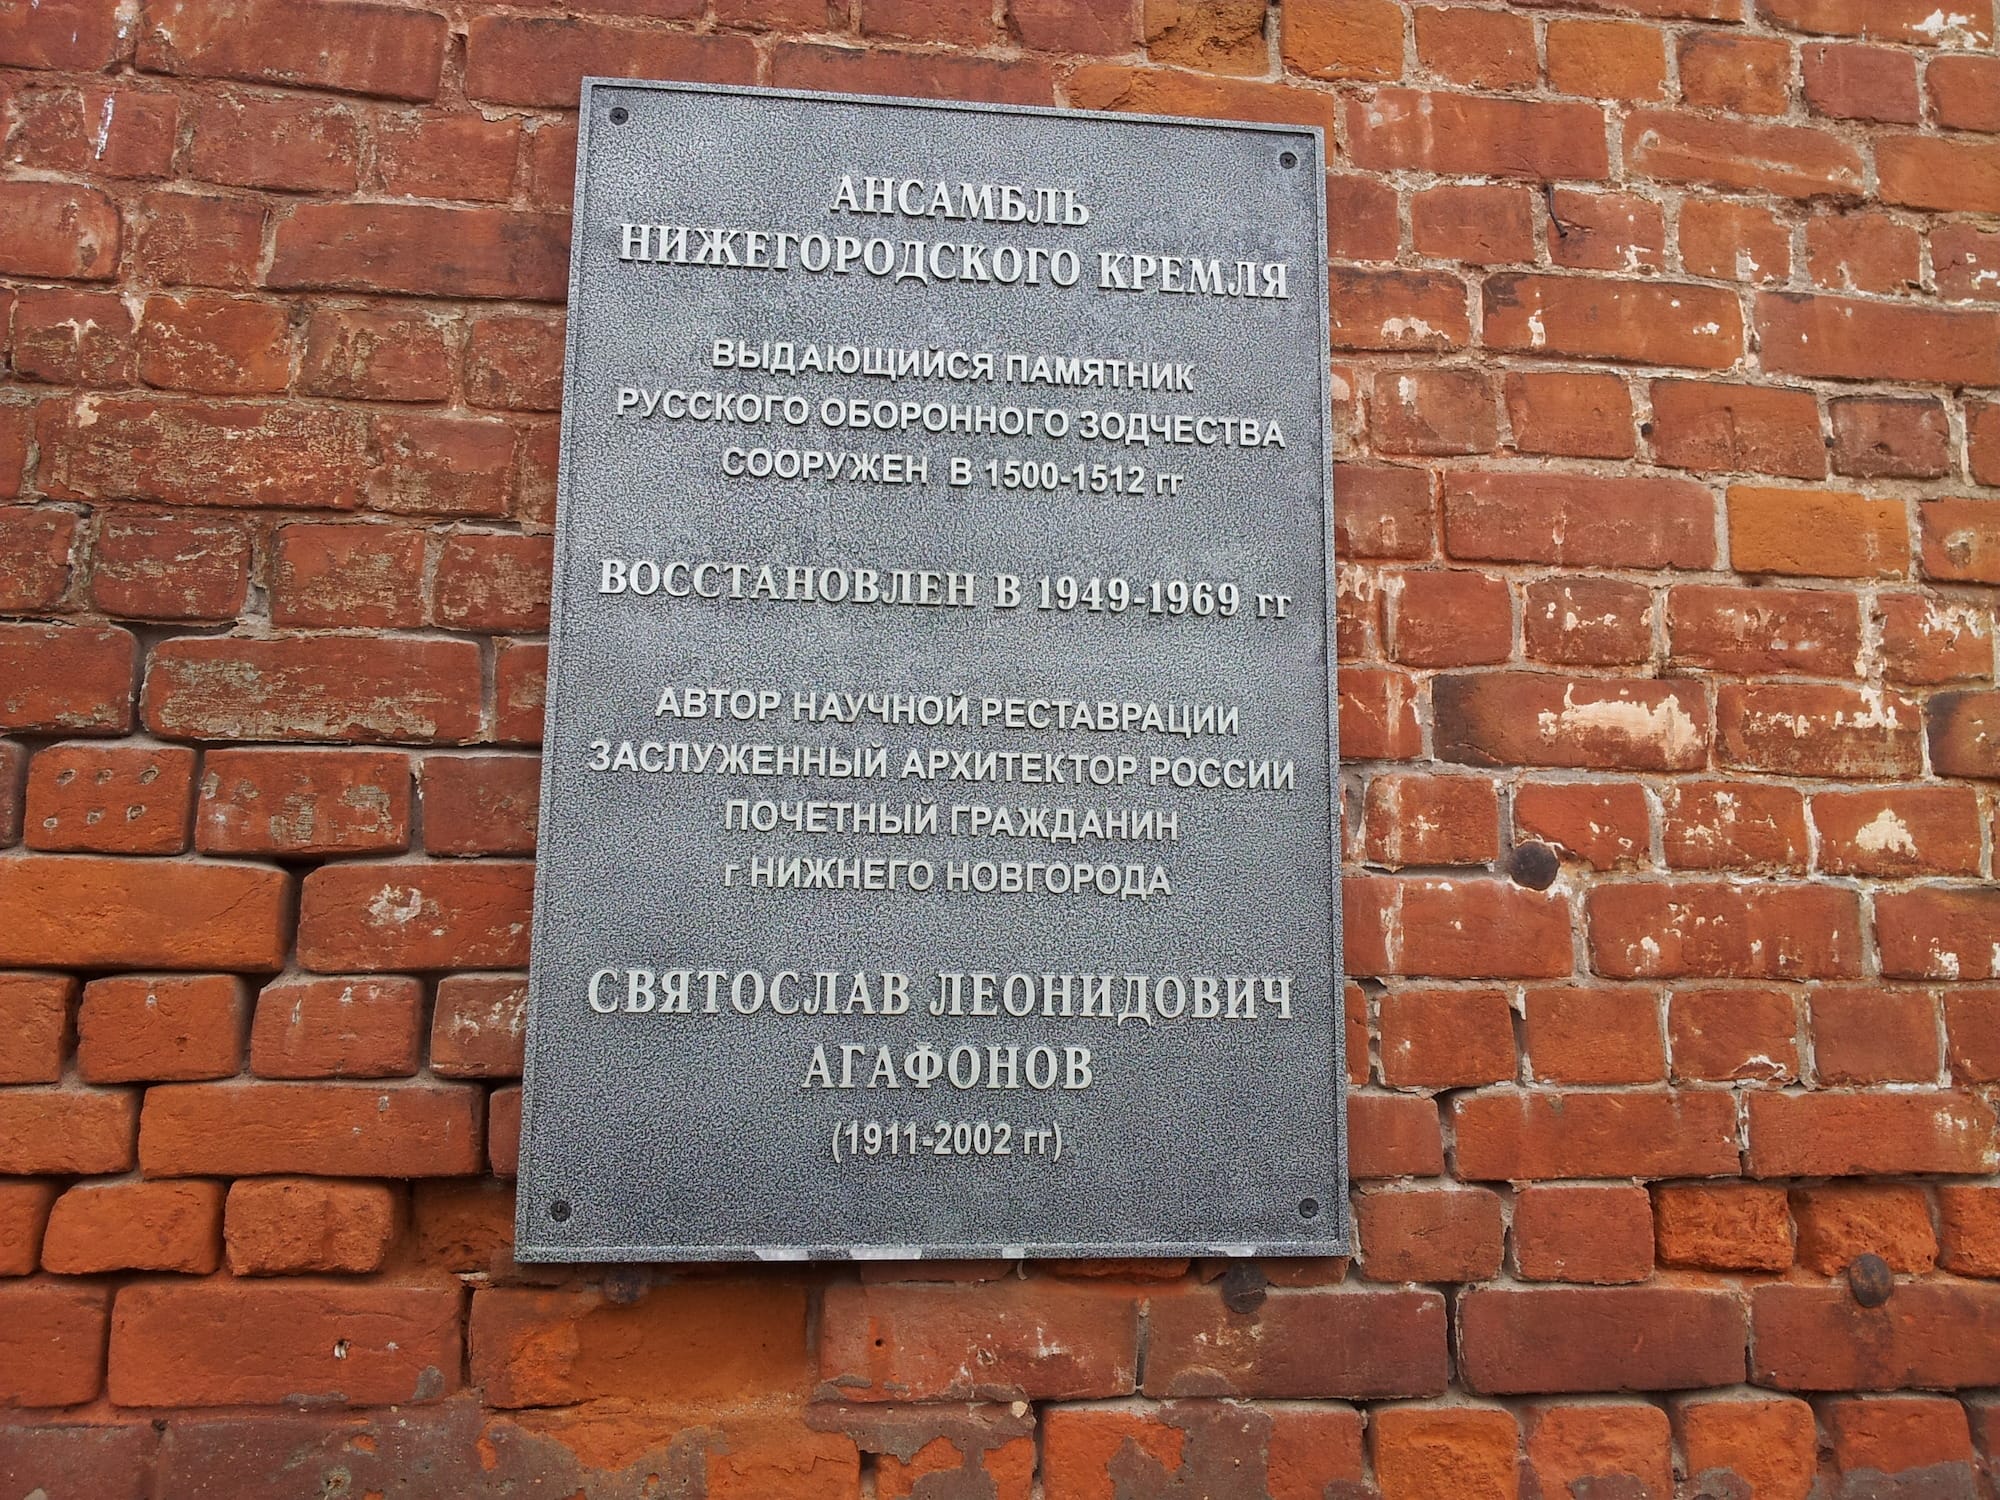 АНСАМБЛЬ
НИЖЕГОРОДСКОГО КРЕМЛЯ
ВЫДАЮЩИЙСЯ ПАМЯТНИК
РУССКОГО ОБОРОННОГО ЗОДЧЕСТВА
СООРУЖЕН В 1500-1512 гг
ВОССТАНОВЛЕН В 1949-1969 гг
АВТОР НАУЧНОЙ РЕСТАВРАЦИИ
ЗАСЛУЖЕННЫЙ АРХИТЕКТОР РОССИИ
ПОЧЕТНЫЙ ГРАЖДАНИН
г НИЖНЕГО НОВГОРОДА
СВЯТОСЛАВ ЛЕОНИДОВИЧ
АГАФОНОВ
(1911-2002 гг)